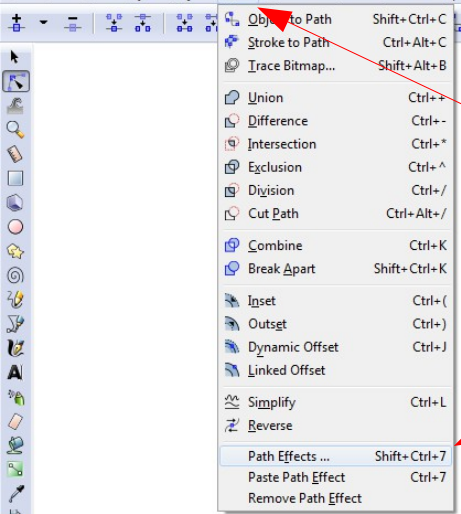 Object to Path Shift+Ctrl+C
Stroke to Path Ctrl+Alt+C
Trace Bitmap... Shift+Alt+B
Union Ctrl++
Difference Ctrl+-
Intersection Ctrl+*
Exclusion Ctrl+^
Division Ctrl+/
Cut Path Ctrl+Alt+/
Combine Ctrl+K
Break Apart Shift+Ctrl+K
Inset Ctrl+(
Outset Ctrl+)
Dynamic Offset Ctrl+J
Linked Offset
Simplify Ctrl+L
Reverse
Path Effects ... Shift+Ctrl+7
Paste Path Effect Ctrl+7
Remove Path Effect